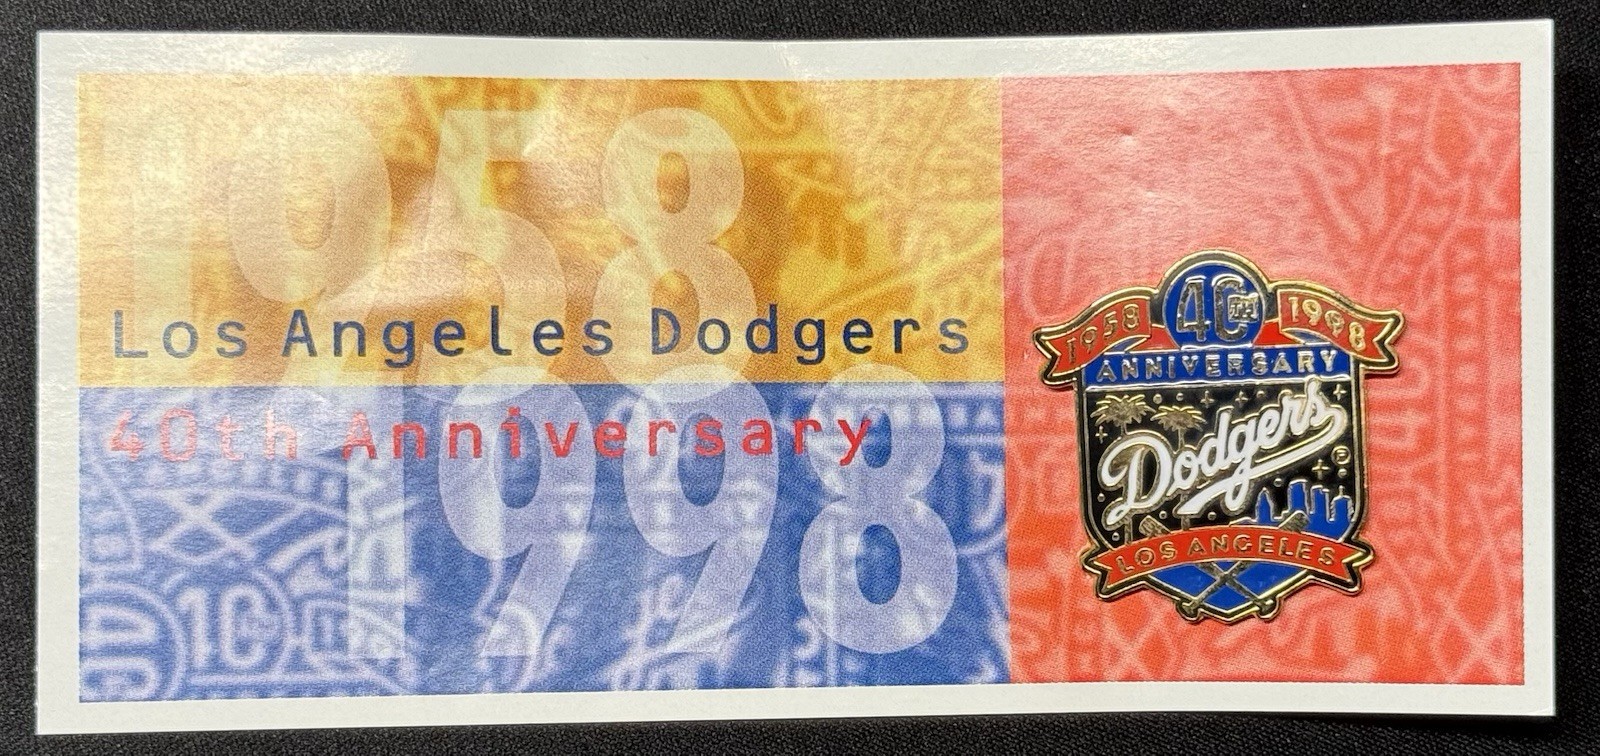 1958
Los Angeles Dodgers
1998
40th Anniversary
40TH
1958 1998
ANNIVERSARY
Dodgers
®
LOS ANGELES